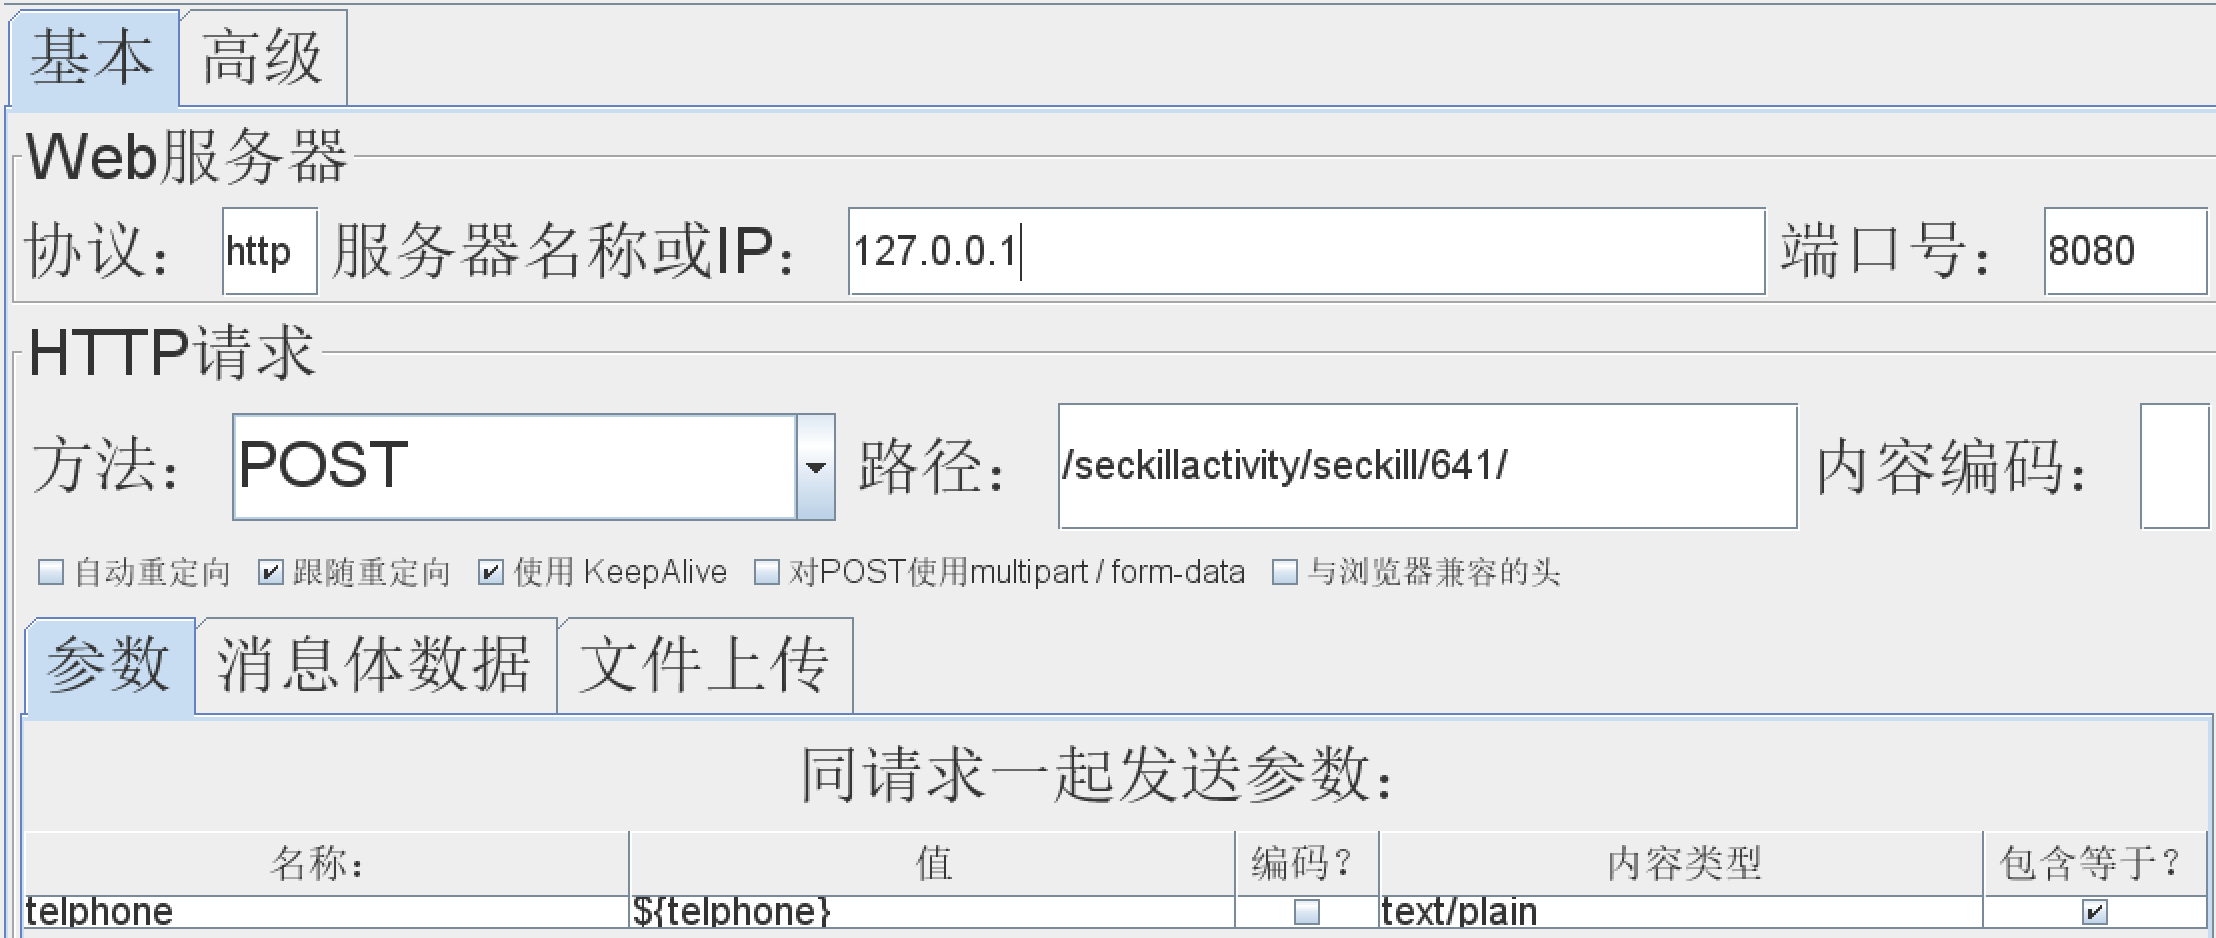 基本 高级
Web服务器
协议： http 服务器名称或IP： 127.0.0.1 端口号： 8080
HTTP请求
方法： POST 路径： /seckillactivity/seckill/641/ 内容编码：
自动重定向 跟随重定向 使用 KeepAlive 对POST使用multipart / form-data 与浏览器兼容的头
参数 消息体数据 文件上传
同请求一起发送参数：
名称： 值 编码？ 内容类型 包含等于？
telphone ${telphone} text/plain